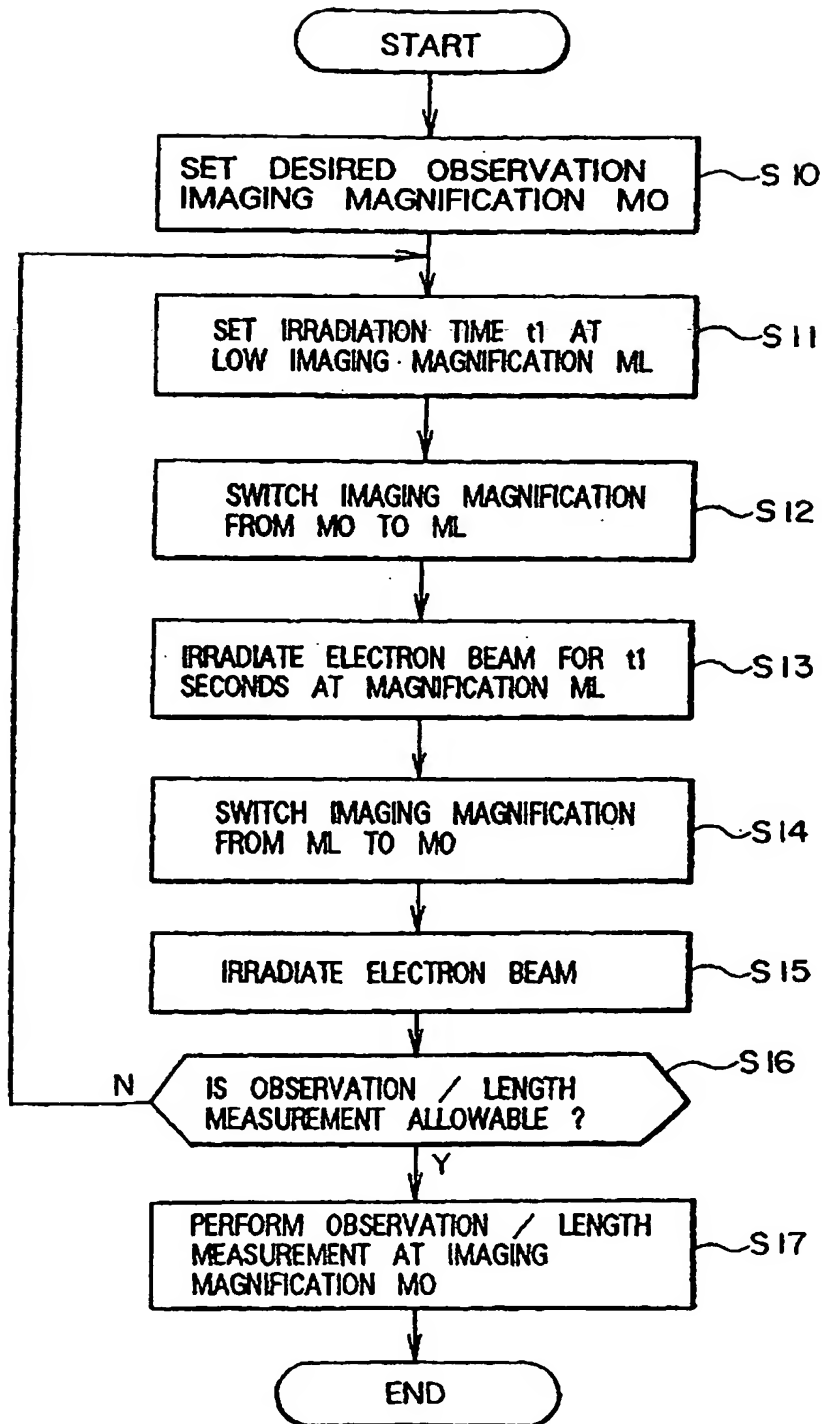 START
SET DESIRED OBSERVATION
IMAGING MAGNIFICATION MO
S10
SET IRRADIATION TIME t1 AT
LOW IMAGING MAGNIFICATION ML
S11
SWITCH IMAGING MAGNIFICATION
FROM MO TO ML
S12
IRRADIATE ELECTRON BEAM FOR t1
SECONDS AT MAGNIFICATION ML
S13
SWITCH IMAGING MAGNIFICATION
FROM ML TO MO
S14
IRRADIATE ELECTRON BEAM
S15
N
IS OBSERVATION / LENGTH
MEASUREMENT ALLOWABLE ?
S16
Y
PERFORM OBSERVATION / LENGTH
MEASUREMENT AT IMAGING
MAGNIFICATION MO
S17
END